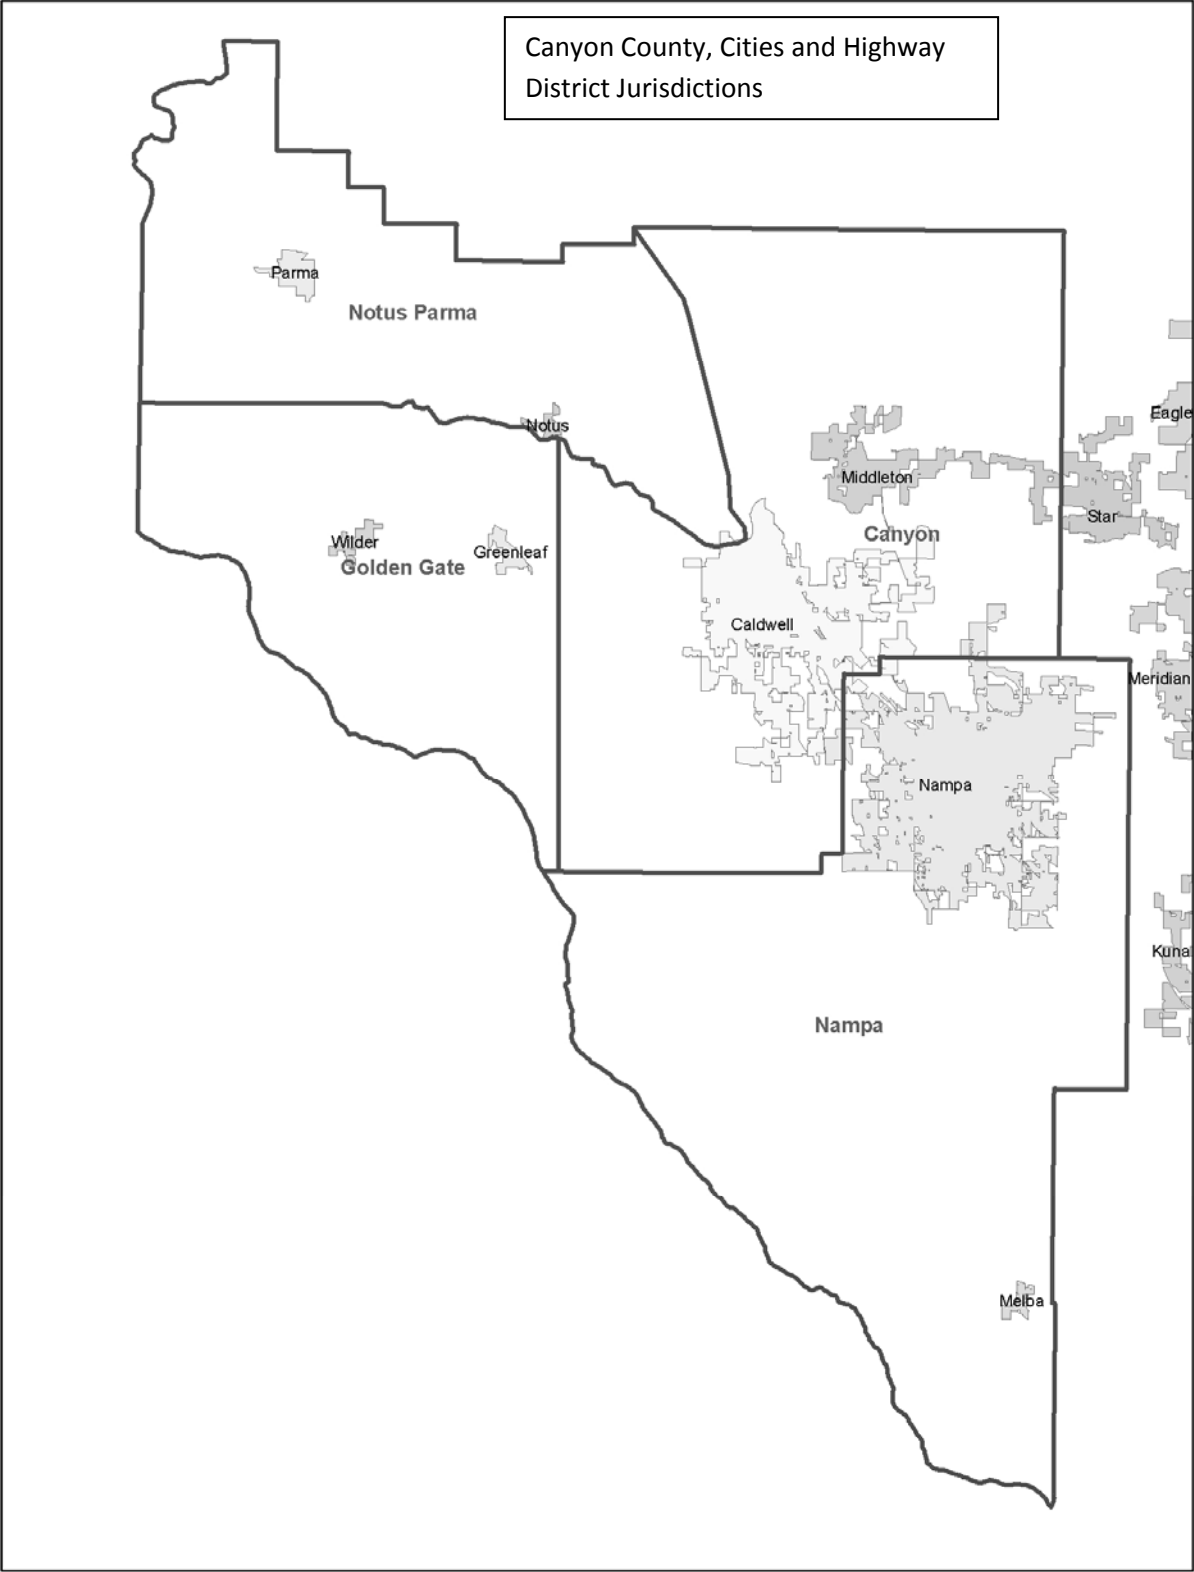 Canyon County, Cities and Highway
District Jurisdictions
Parma
Notus Parma
Eagle
Notus
Middleton
Star
Canyon
Wilder
Greenleaf
Golden Gate
Caldwell
Meridian
Nampa
Kuna
Nampa
Melba